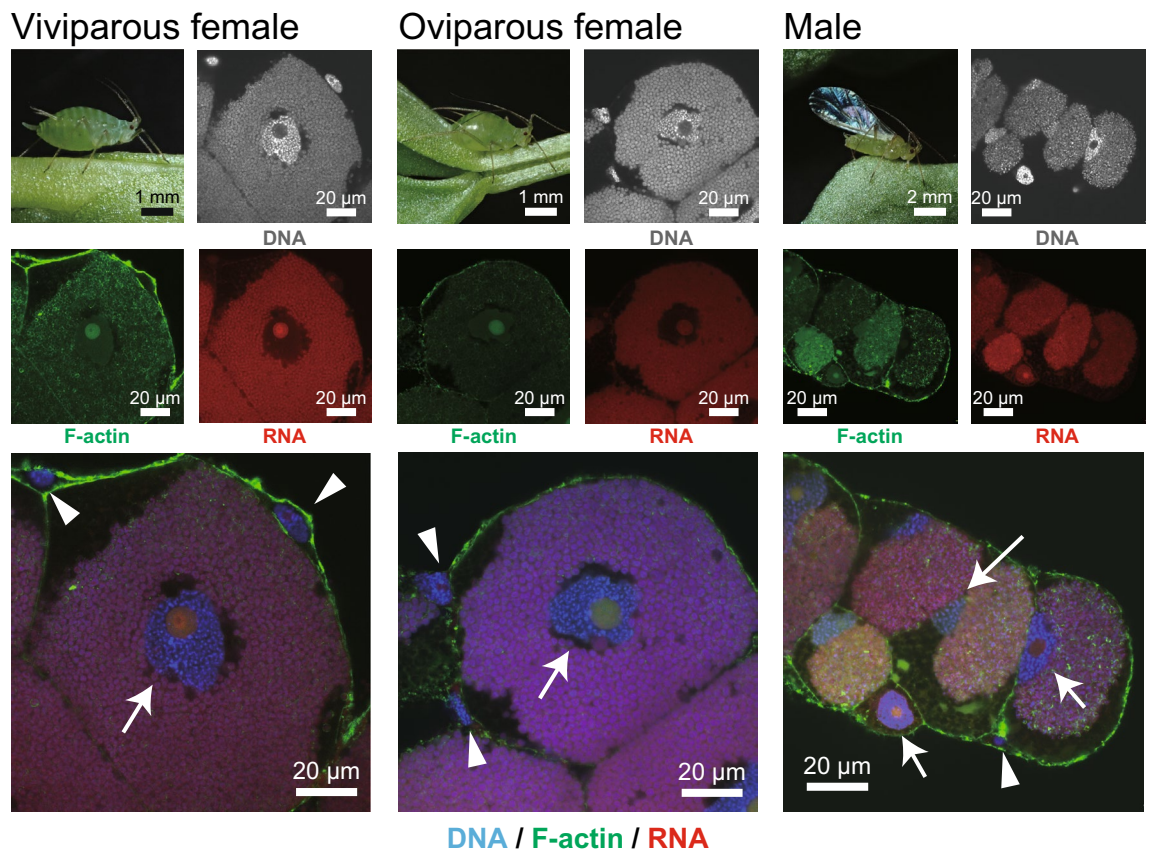 Viviparous female
Oviparous female
Male
1 mm
20 µm
1 mm
20 µm
2 mm
20 µm
DNA
DNA
DNA
20 µm
20 µm
20 µm
20 µm
20 µm
20 µm
F-actin
RNA
F-actin
RNA
F-actin
RNA
20 µm
20 µm
20 µm
DNA / F-actin / RNA